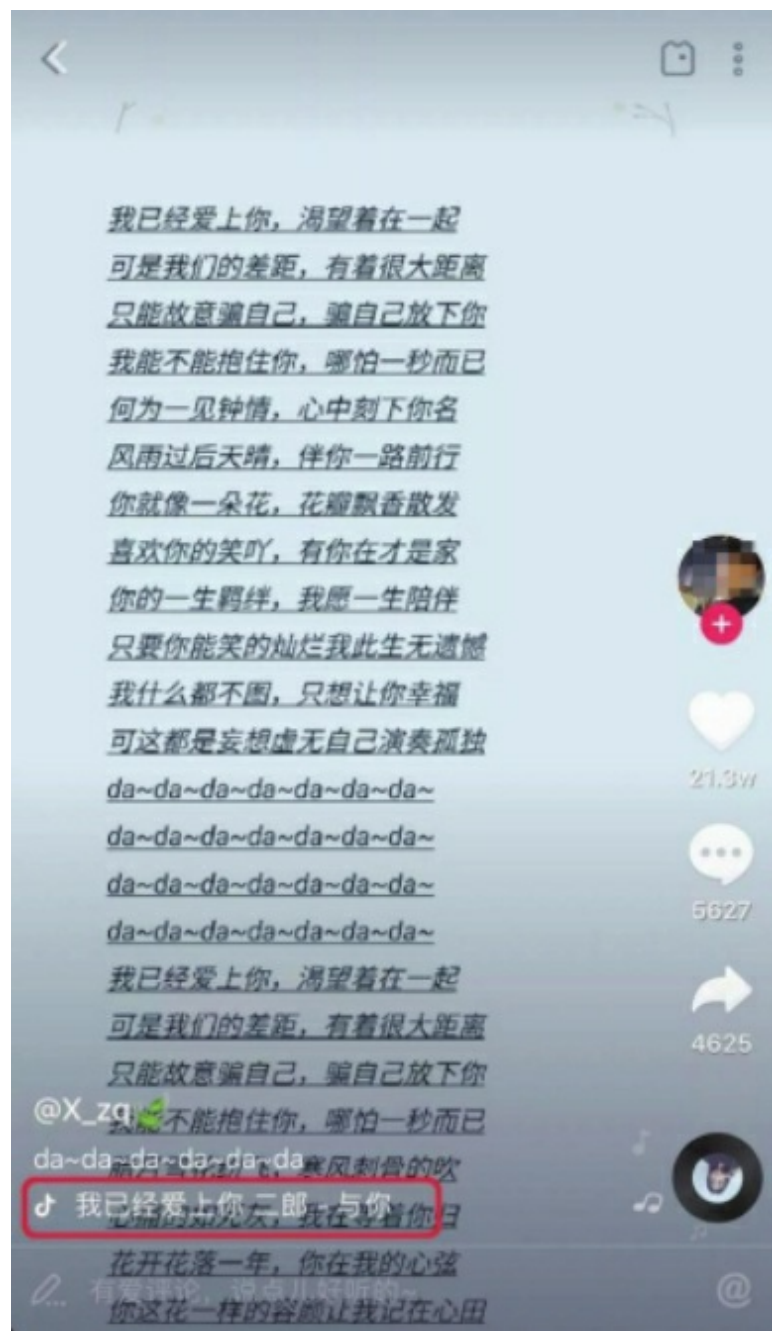 我已经爱上你，渴望着在一起
可是我们的差距，有着很大距离
只能故意骗自己，骗自己放下你
我能不能抱住你，哪怕一秒而已
何为一见钟情，心中刻下你名
风雨过后天晴，伴你一路前行
你就像一朵花，花瓣飘香散发
喜欢你的笑吖，有你在才是家
你的一生羁绊，我愿一生陪伴
只要你能笑的灿烂我此生无遗憾
我什么都不图，只想让你幸福
可这都是妄想虚无自己演奏孤独
da~da~da~da~da~da~da~
da~da~da~da~da~da~da~
da~da~da~da~da~da~da~
da~da~da~da~da~da~da~
21.3w
5627
4625
我已经爱上你，渴望着在一起
可是我们的差距，有着很大距离
只能故意骗自己，骗自己放下你
@X_zq
能不能抱住你，哪怕一秒而已
da~da~da~da~da~da
寒风刺骨的吹
我已经爱上你 二郎 - 与你
我在等着你归
花开花落一年，你在我的心弦
有爱评论，说点儿好听的~
@
你这花一样的容颜让我记在心田